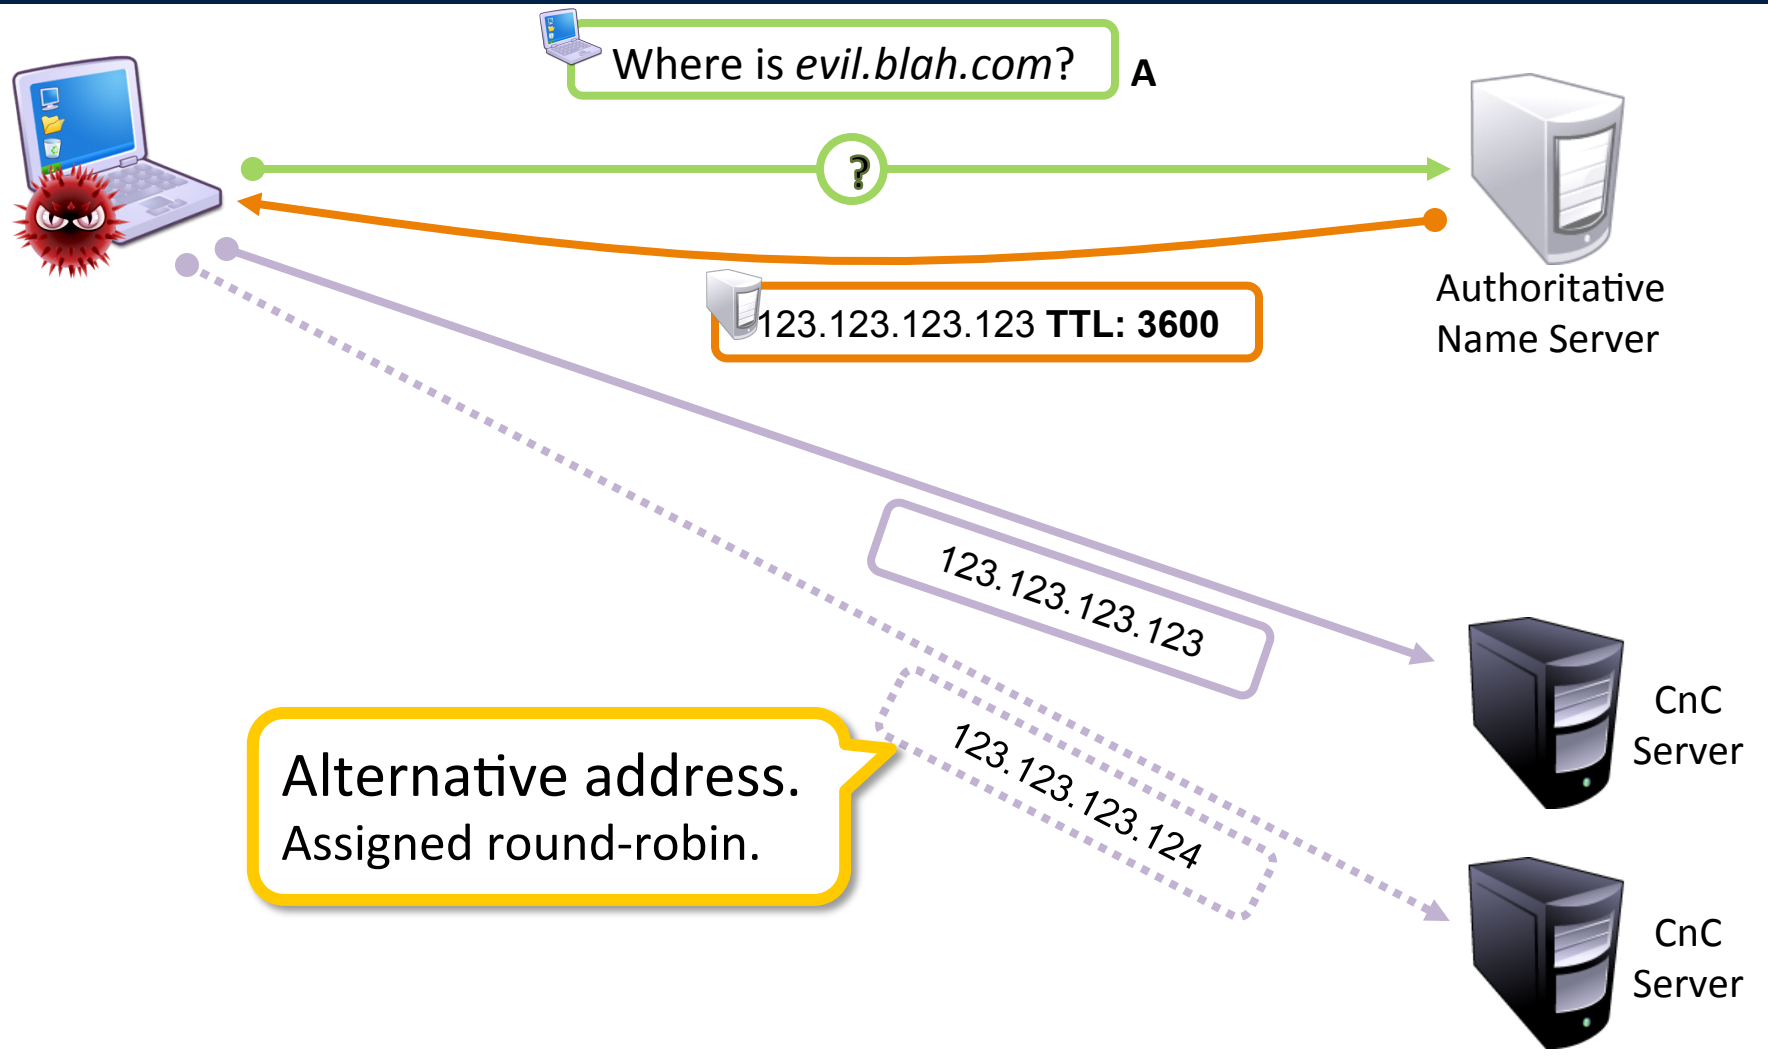 Where is evil.blah.com?
A
?
123.123.123.123 TTL: 3600
Authoritative
Name Server
123.123.123.123
CnC
Server
Alternative address.
Assigned round-robin.
123.123.123.124
CnC
Server